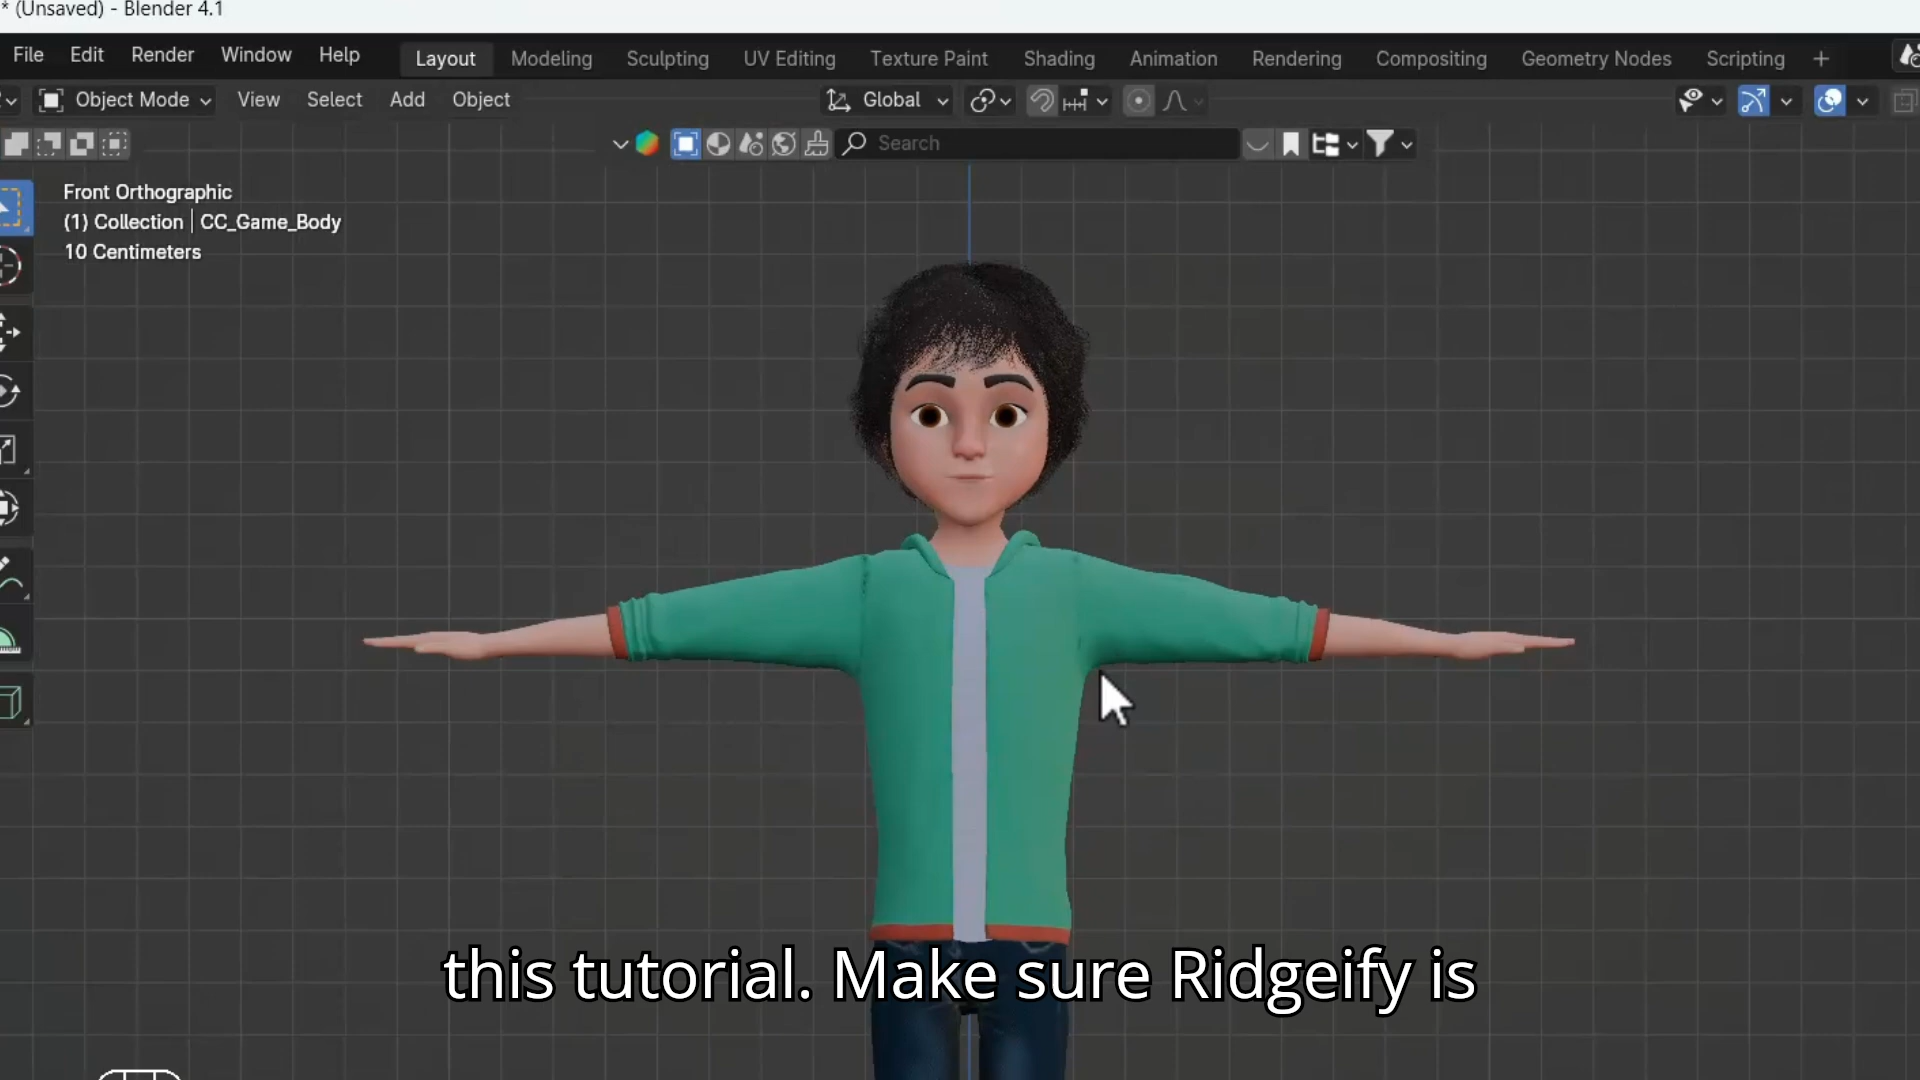 * (Unsaved) - Blender 4.1
File Edit Render Window Help Layout Modeling Sculpting UV Editing Texture Paint Shading Animation Rendering Compositing Geometry Nodes Scripting +
Object Mode View Select Add Object Global
Search
Front Orthographic
(1) Collection | CC_Game_Body
10 Centimeters
this tutorial. Make sure Ridgeify is